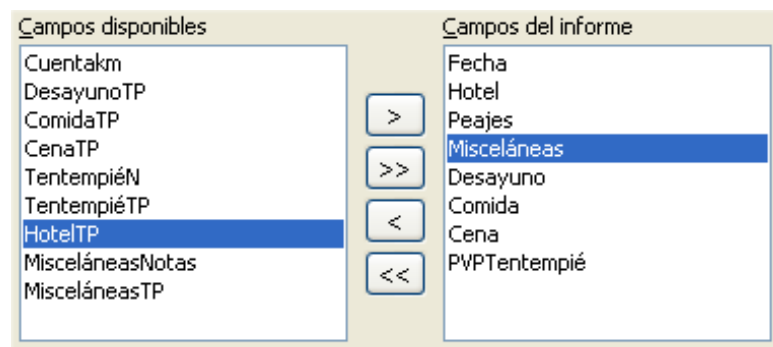 Campos disponibles
Cuentakm
DesayunoTP
ComidaTP
CenaTP
TentempiéN
TentempiéTP
HotelTP
MisceláneasNotas
MisceláneasTP
>
>>
<
<<
Campos del informe
Fecha
Hotel
Peajes
Misceláneas
Desayuno
Comida
Cena
PVPTentempié